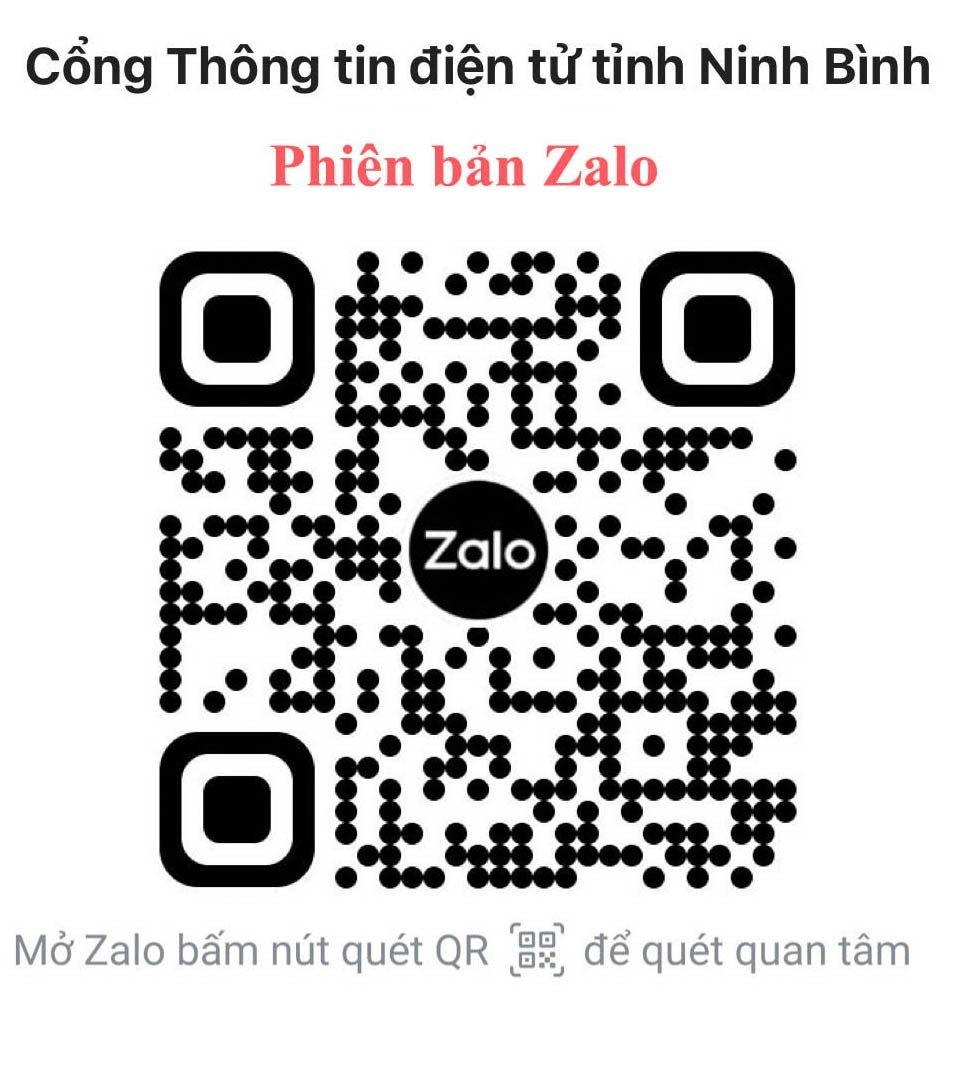 Cổng Thông tin điện tử tỉnh Ninh Bình
Phiên bản Zalo
Zalo
Mở Zalo bấm nút quét QR để quét quan tâm